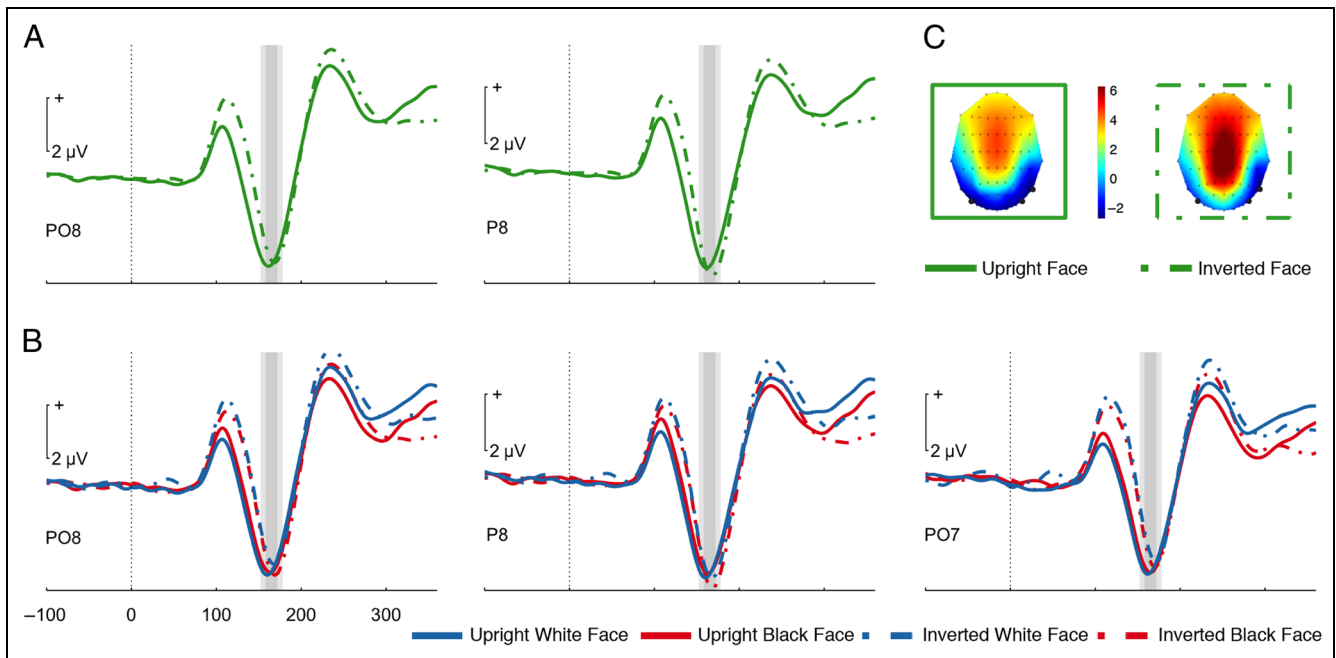 A
C
+
2 μV
PO8
+
2 μV
P8
6
4
2
0
−2
Upright Face
Inverted Face
B
+
2 μV
PO8
+
2 μV
P8
+
2 μV
PO7
−100 0 100 200 300
Upright White Face Upright Black Face Inverted White Face Inverted Black Face